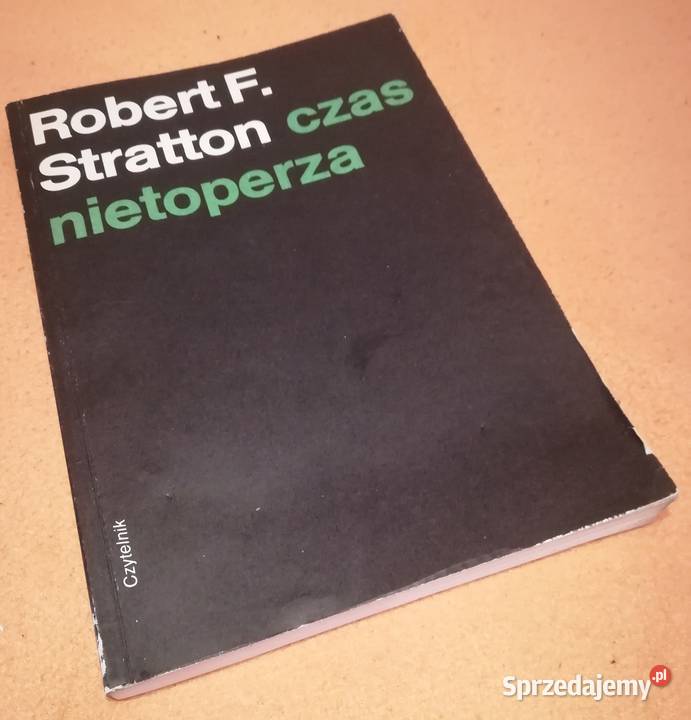 Robert F.
Stratton czas
nietoperza
Czytelnik
Sprzedajemy.pl